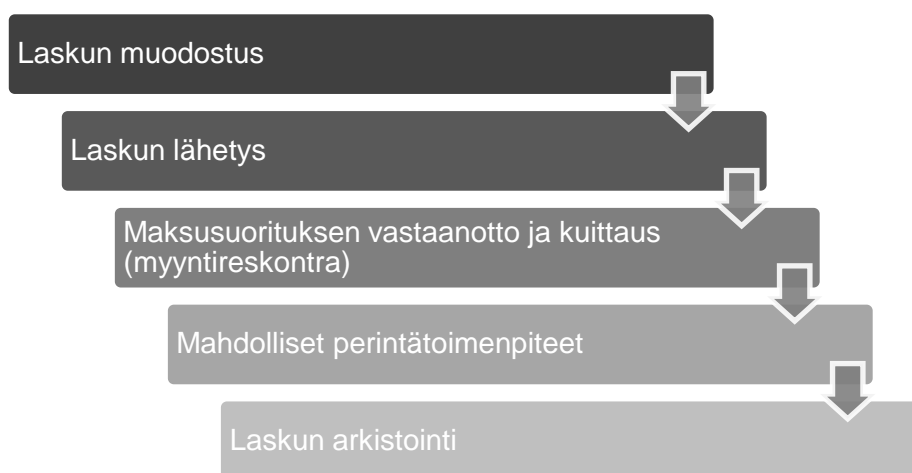 Laskun muodostus
Laskun lähetys
Maksusuorituksen vastaanotto ja kuittaus
(myyntireskontra)
Mahdolliset perintätoimenpiteet
Laskun arkistointi